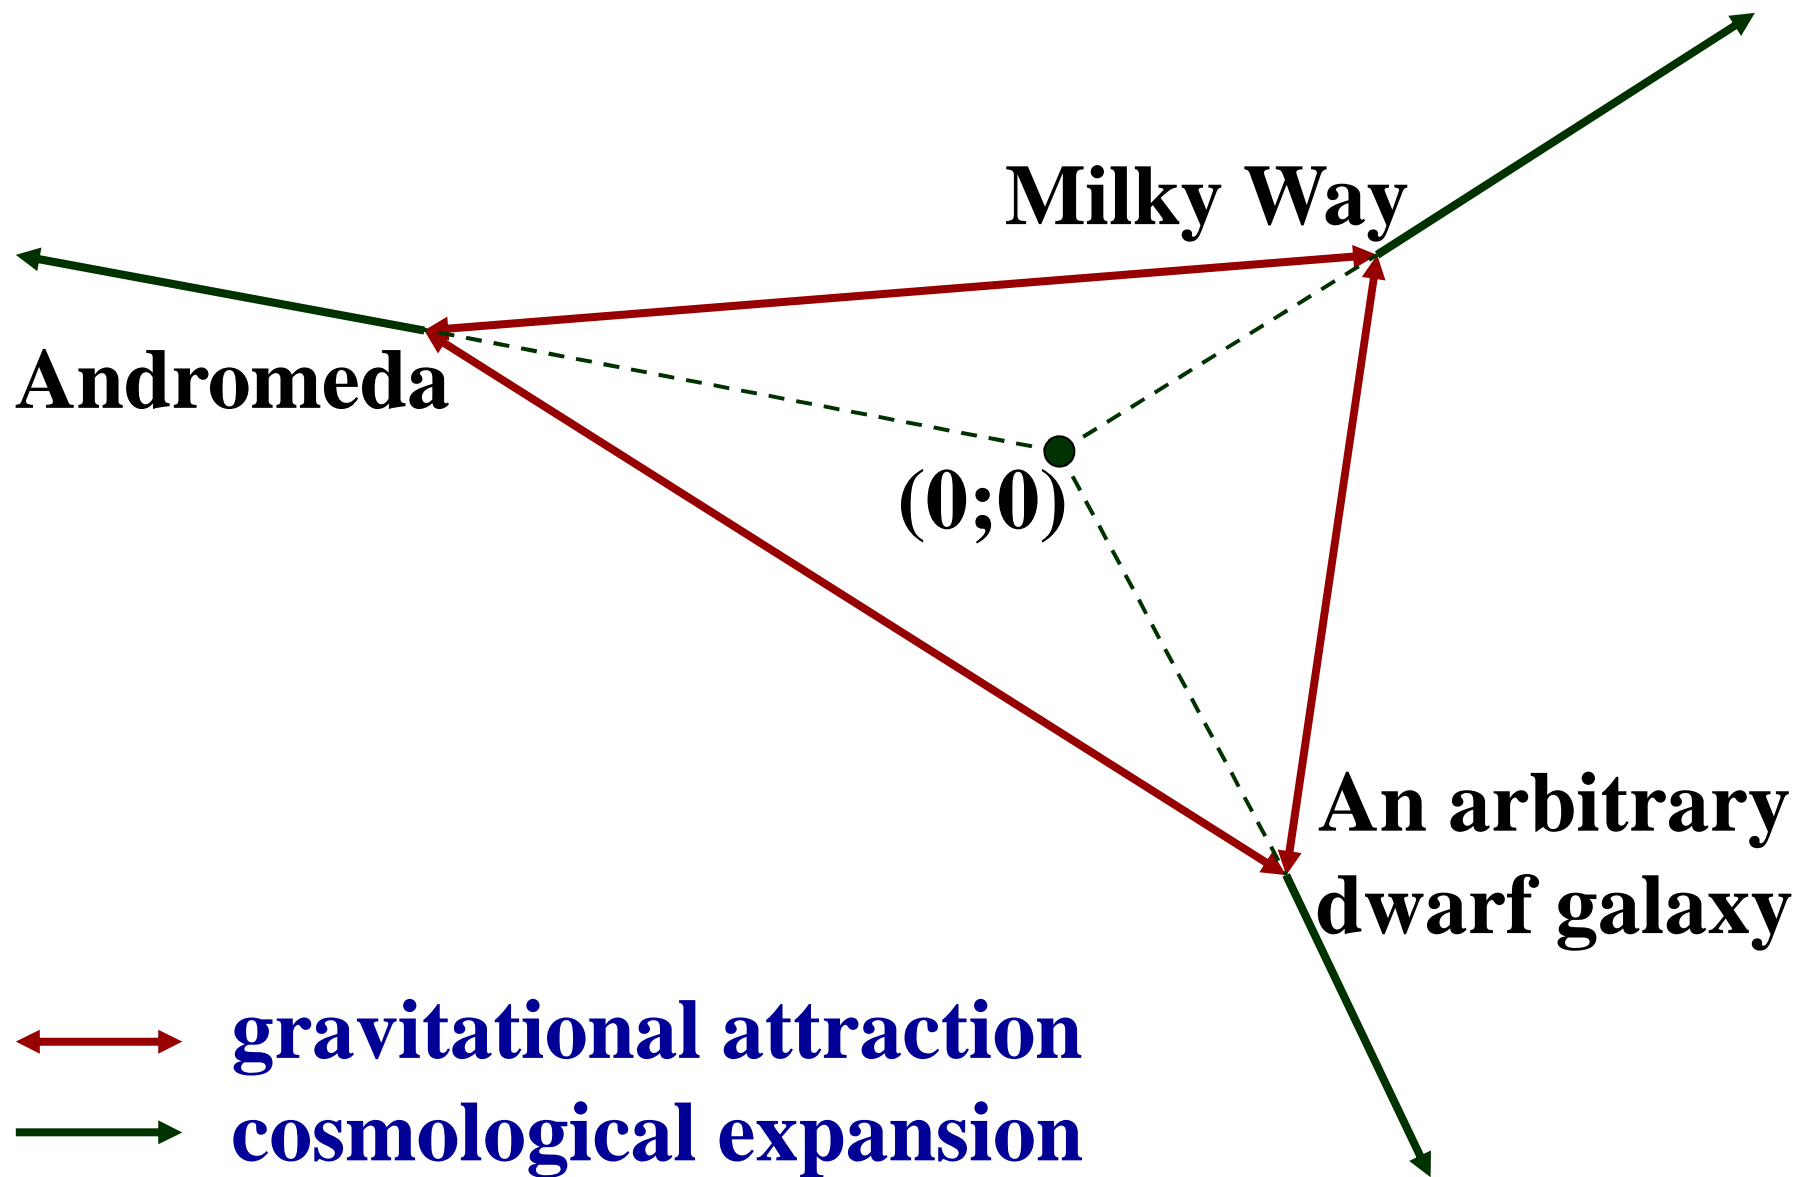 Milky Way
Andromeda
(0;0)
An arbitrary
dwarf galaxy
gravitational attraction
cosmological expansion